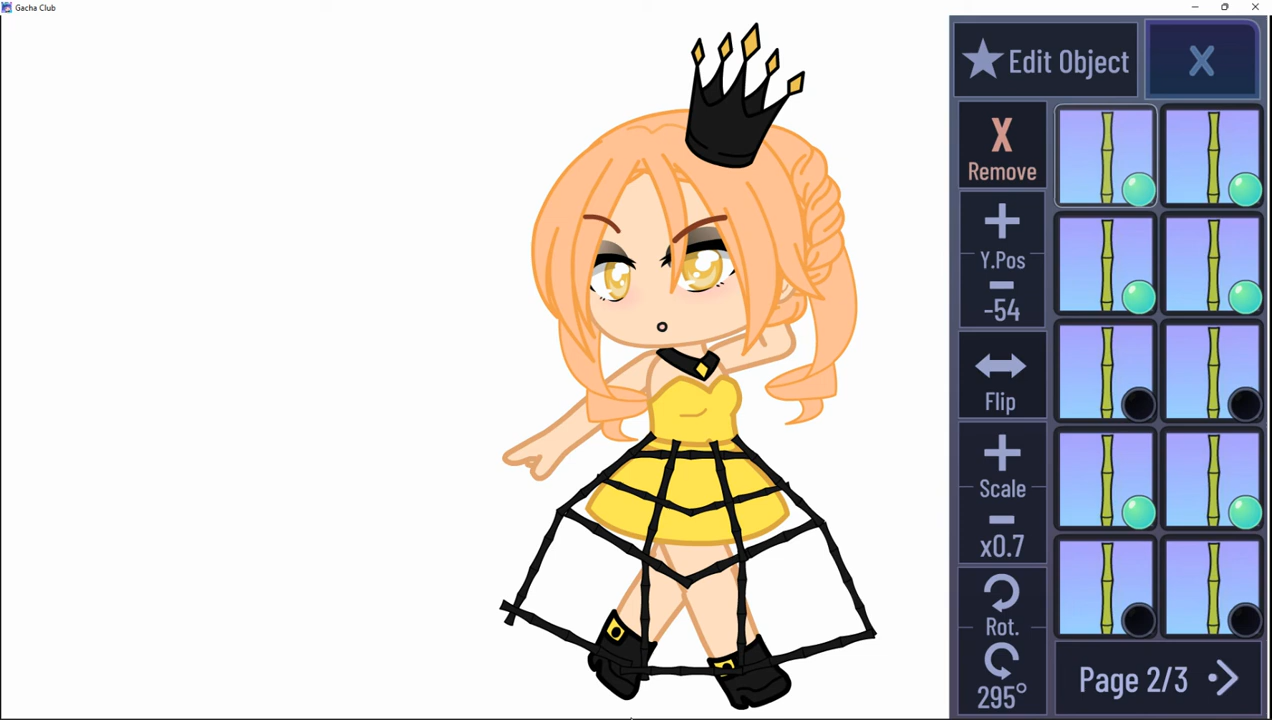 Gacha Club
Edit Object
X
X
Remove
Y.Pos
-54
Flip
Scale
x0.7
Rot.
295°
Page 2/3